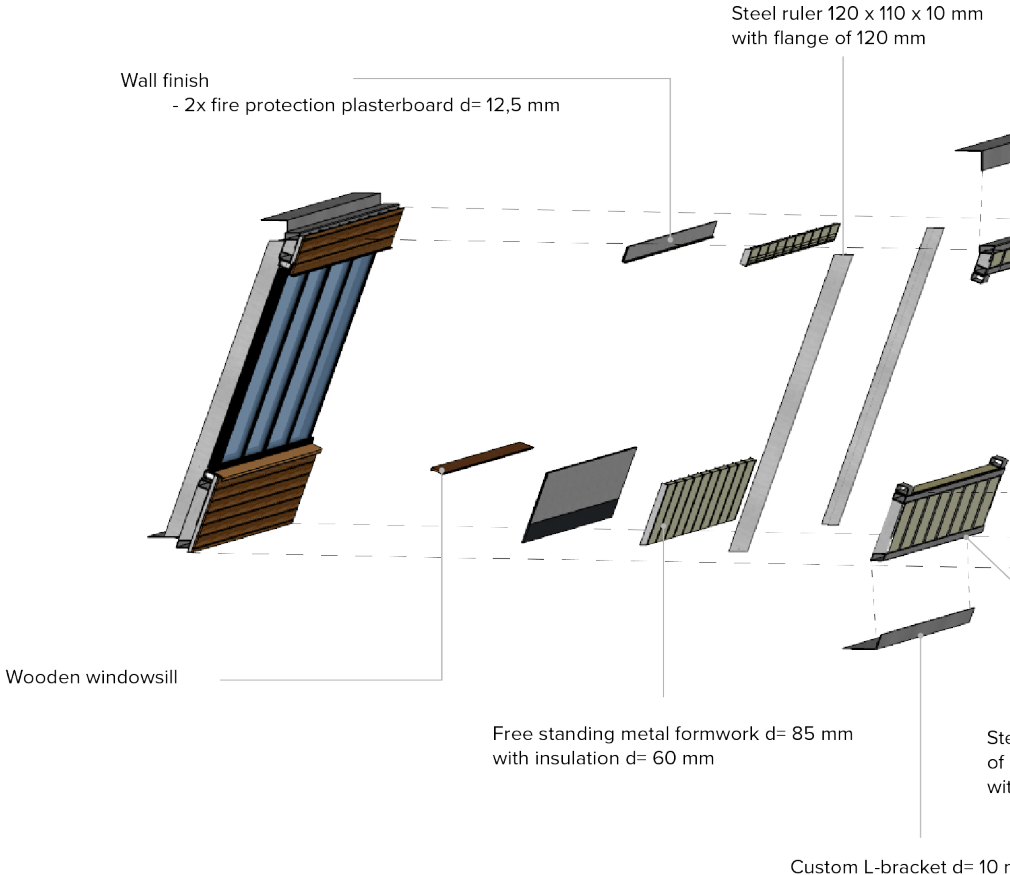 Steel ruler 120 x 110 x 10 mm
with flange of 120 mm
Wall finish
- 2x fire protection plasterboard d= 12,5 mm
Wooden windowsill
Free standing metal formwork d= 85 mm
with insulation d= 60 mm
of
Custom L-bracket d= 10